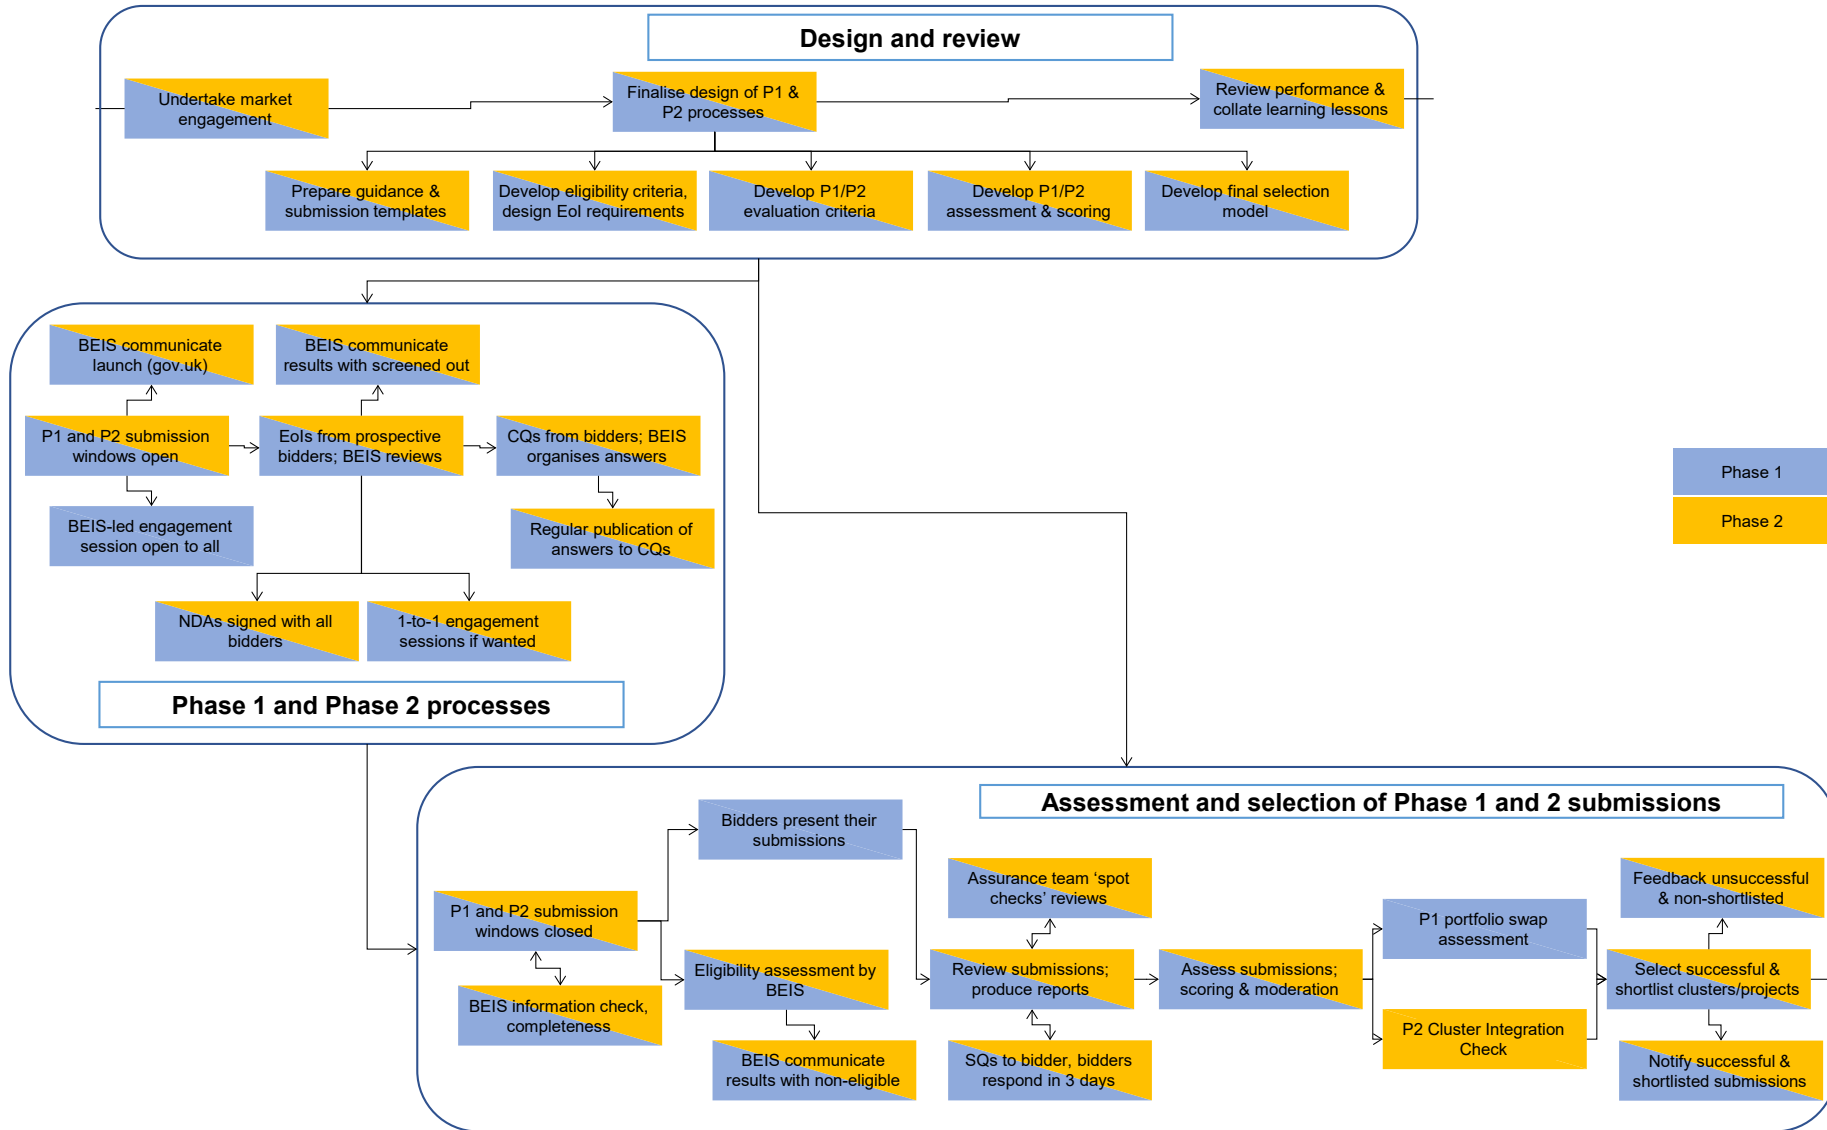 Design and review
Undertake market
engagement
Finalise design of P1 &
P2 processes
Review performance &
collate learning lessons
Prepare guidance &
submission templates
Develop eligibility criteria,
design EoI requirements
Develop P1/P2
evaluation criteria
Develop P1/P2
assessment & scoring
Develop final selection
model
BEIS communicate
launch (gov.uk)
BEIS communicate
results with screened out
P1 and P2 submission
windows open
EoIs from prospective
bidders; BEIS reviews
CQs from bidders; BEIS
organises answers
BEIS-led engagement
session open to all
Regular publication of
answers to CQs
NDAs signed with all
bidders
1-to-1 engagement
sessions if wanted
Phase 1 and Phase 2 processes
Phase 1
Phase 2
Assessment and selection of Phase 1 and 2 submissions
Bidders present their
submissions
P1 and P2 submission
windows closed
BEIS information check,
completeness
Eligibility assessment by
BEIS
BEIS communicate
results with non-eligible
Assurance team ‘spot
checks’ reviews
Review submissions;
produce reports
SQs to bidder, bidders
respond in 3 days
Assess submissions;
scoring & moderation
P1 portfolio swap
assessment
P2 Cluster Integration
Check
Feedback unsuccessful
& non-shortlisted
Select successful &
shortlist clusters/projects
Notify successful &
shortlisted submissions